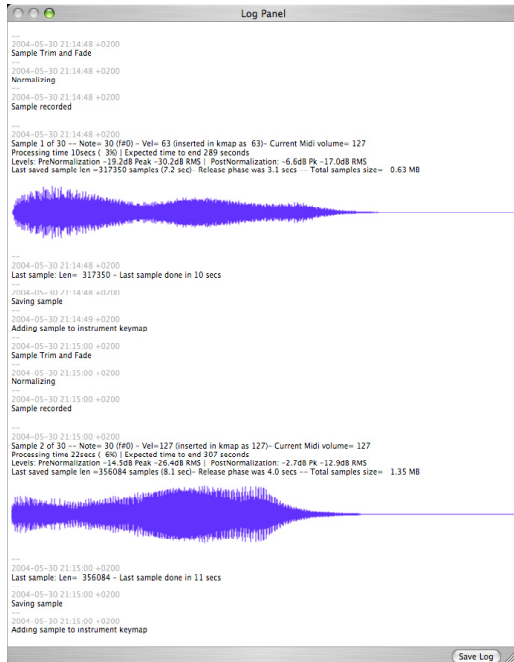 Log Panel
--
2004-05-30 21:14:48 +0200
Sample Trim and Fade
--
2004-05-30 21:14:48 +0200
Normalizing
--
2004-05-30 21:14:48 +0200
Sample recorded
--
2004-05-30 21:14:48 +0200
Sample 1 of 30 -- Note= 30 (f#0) - Vel= 63 (inserted in kmap as 63)- Current Midi volume= 127
Processing time 10secs ( 3%) | Expected time to end 289 seconds
Levels: PreNormalization -19.2dB Peak -30.2dB RMS | PostNormalization: -6.6dB Pk -17.0dB RMS
Last saved sample len =317350 samples (7.2 sec)- Release phase was 3.1 secs -- Total samples size= 0.63 MB
--
2004-05-30 21:14:48 +0200
Last sample: Len= 317350 - Last sample done in 10 secs
--
2004-05-30 21:14:48 +0200
Saving sample
--
2004-05-30 21:14:49 +0200
Adding sample to instrument keymap
--
2004-05-30 21:15:00 +0200
Sample Trim and Fade
--
2004-05-30 21:15:00 +0200
Normalizing
--
2004-05-30 21:15:00 +0200
Sample recorded
--
2004-05-30 21:15:00 +0200
Sample 2 of 30 -- Note= 30 (f#0) - Vel=127 (inserted in kmap as 127)- Current Midi volume= 127
Processing time 22secs ( 6%) | Expected time to end 307 seconds
Levels: PreNormalization -14.5dB Peak -26.4dB RMS | PostNormalization: -2.7dB Pk -12.9dB RMS
Last saved sample len =356084 samples (8.1 sec)- Release phase was 4.0 secs -- Total samples size= 1.35 MB
--
2004-05-30 21:15:00 +0200
Last sample: Len= 356084 - Last sample done in 11 secs
--
2004-05-30 21:15:00 +0200
Saving sample
--
2004-05-30 21:15:00 +0200
Adding sample to instrument keymap
Save Log